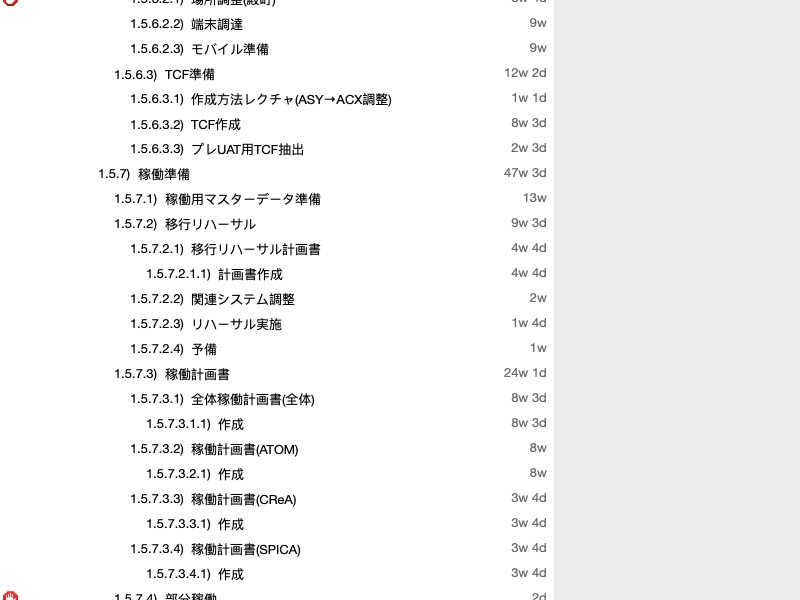 1.5.6.2.1) 場所調整(殿町)
1.5.6.2.2) 端末調達 9w
1.5.6.2.3) モバイル準備 9w
1.5.6.3) TCF準備 12w 2d
1.5.6.3.1) 作成方法レクチャ(ASY→ACX調整) 1w 1d
1.5.6.3.2) TCF作成 8w 3d
1.5.6.3.3) プレUAT用TCF抽出 2w 3d
1.5.7) 稼働準備 47w 3d
1.5.7.1) 稼働用マスターデータ準備 13w
1.5.7.2) 移行リハーサル 9w 3d
1.5.7.2.1) 移行リハーサル計画書 4w 4d
1.5.7.2.1.1) 計画書作成 4w 4d
1.5.7.2.2) 関連システム調整 2w
1.5.7.2.3) リハーサル実施 1w 4d
1.5.7.2.4) 予備 1w
1.5.7.3) 稼働計画書 24w 1d
1.5.7.3.1) 全体稼働計画書(全体) 8w 3d
1.5.7.3.1.1) 作成 8w 3d
1.5.7.3.2) 稼働計画書(ATOM) 8w
1.5.7.3.2.1) 作成 8w
1.5.7.3.3) 稼働計画書(CReA) 3w 4d
1.5.7.3.3.1) 作成 3w 4d
1.5.7.3.4) 稼働計画書(SPICA) 3w 4d
1.5.7.3.4.1) 作成 3w 4d
1.5.7.4) 部分稼働 2d